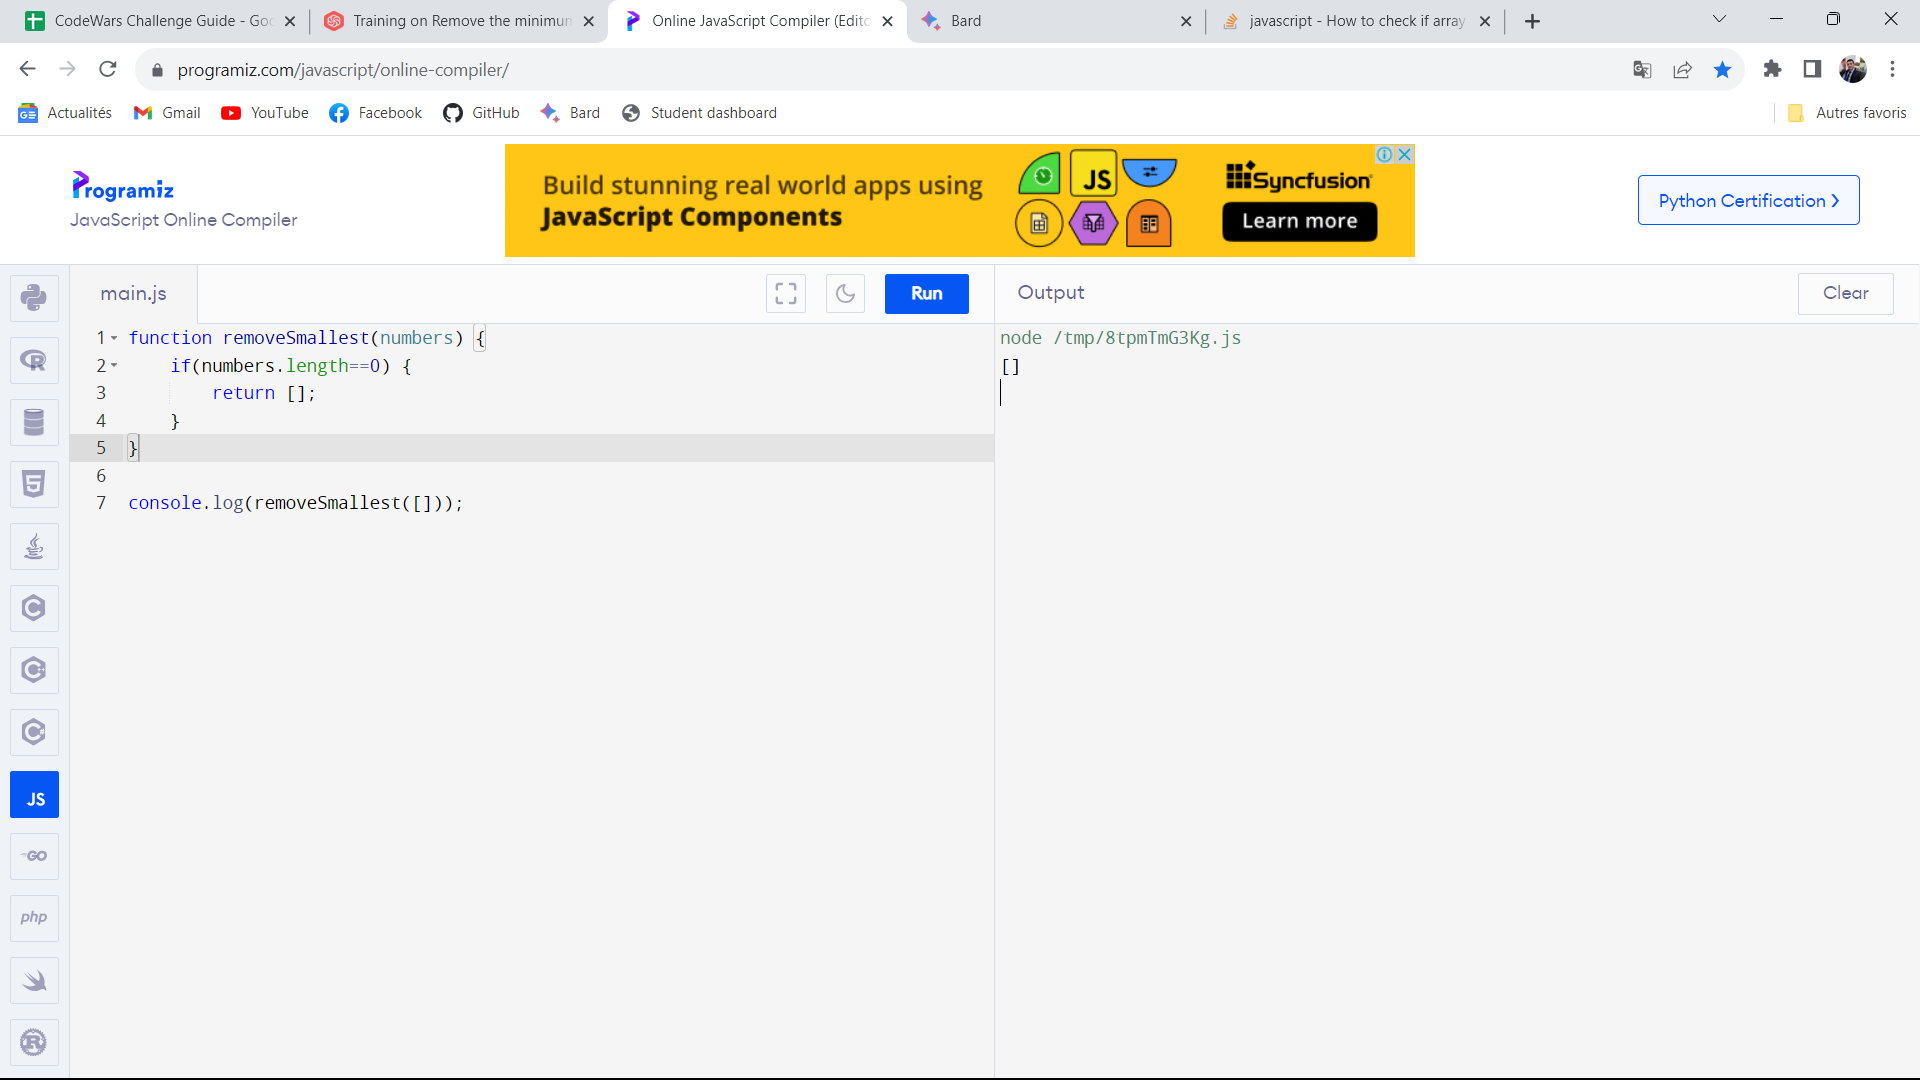 CodeWars Challenge Guide - Goo
Training on Remove the minimun
Online JavaScript Compiler (Edito
Bard
javascript - How to check if array
programiz.com/javascript/online-compiler/
Actualités
Gmail
YouTube
Facebook
GitHub
Bard
Student dashboard
Autres favoris
Programiz
JavaScript Online Compiler
Build stunning real world apps using
JavaScript Components
JS
Syncfusion
Learn more
Python Certification
main.js
Run
Output
Clear
1 function removeSmallest(numbers) {
2 if(numbers.length==0) {
3 return [];
4 }
5 }
6
7 console.log(removeSmallest([]));
node /tmp/8tpmTmG3Kg.js
[]
JS
GO
php